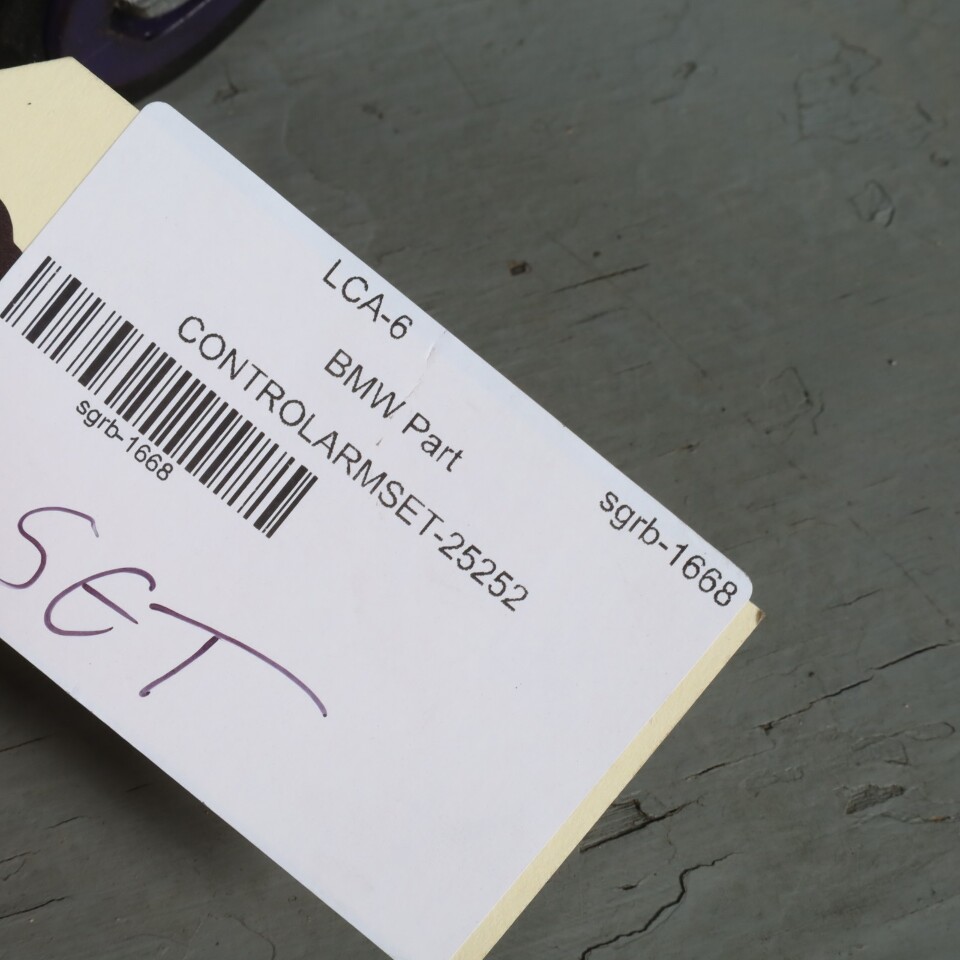 LCA-6
BMW Part
sgrb-1668
CONTROLARMSET-25252
sgrb-1668
SET